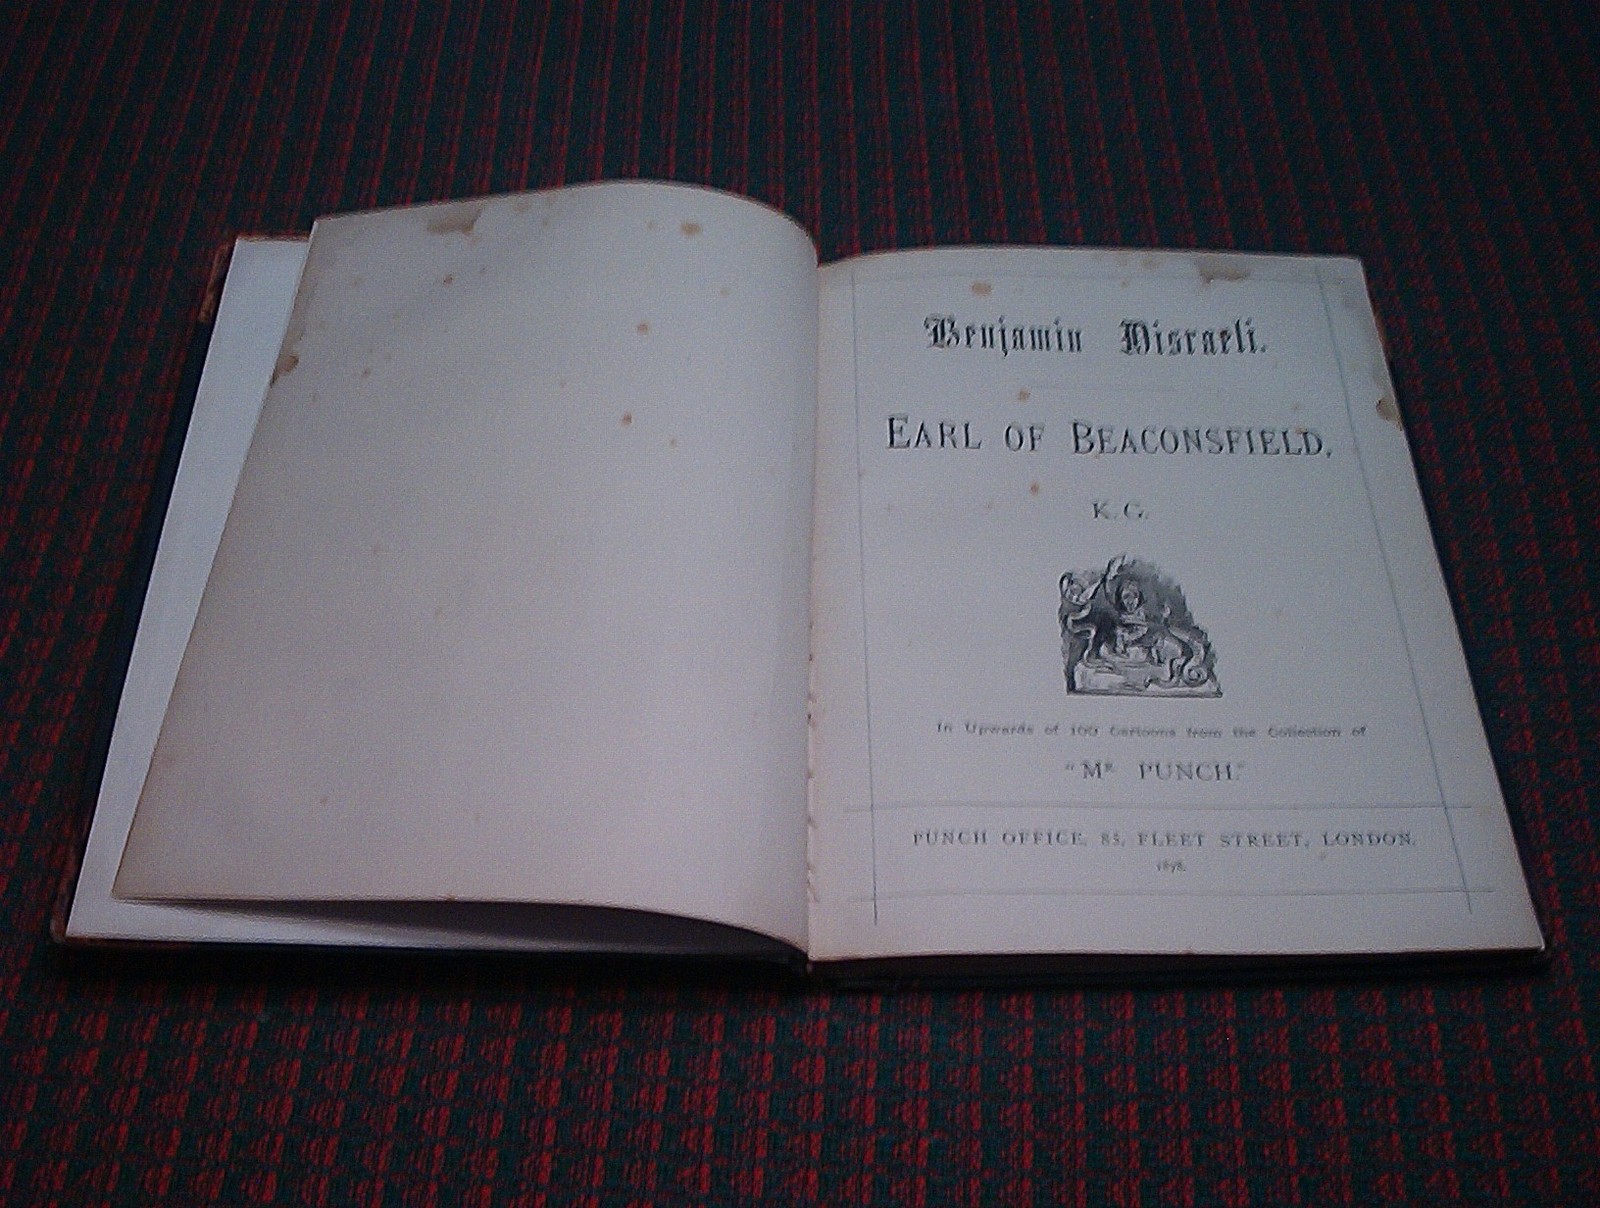 Benjamin Disraeli.
EARL OF BEACONSFIELD,
K. G.
In Upwards of 100 Cartoons from the Collection of
"MR PUNCH."
PUNCH OFFICE, 85, FLEET STREET, LONDON.
1878.